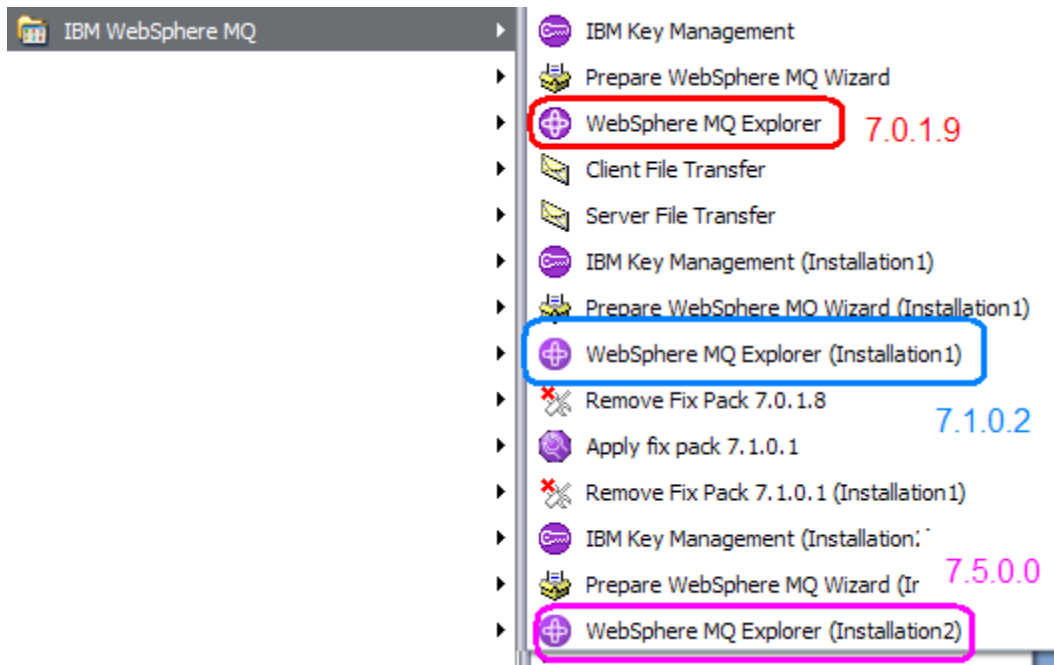 IBM WebSphere MQ
IBM Key Management
Prepare WebSphere MQ Wizard
WebSphere MQ Explorer
7.0.1.9
Client File Transfer
Server File Transfer
IBM Key Management (Installation1)
Prepare WebSphere MQ Wizard (Installation1)
WebSphere MQ Explorer (Installation1)
Remove Fix Pack 7.0.1.8
7.1.0.2
Apply fix pack 7.1.0.1
Remove Fix Pack 7.1.0.1 (Installation1)
IBM Key Management (Installation
7.5.0.0
Prepare WebSphere MQ Wizard (Ir
WebSphere MQ Explorer (Installation2)